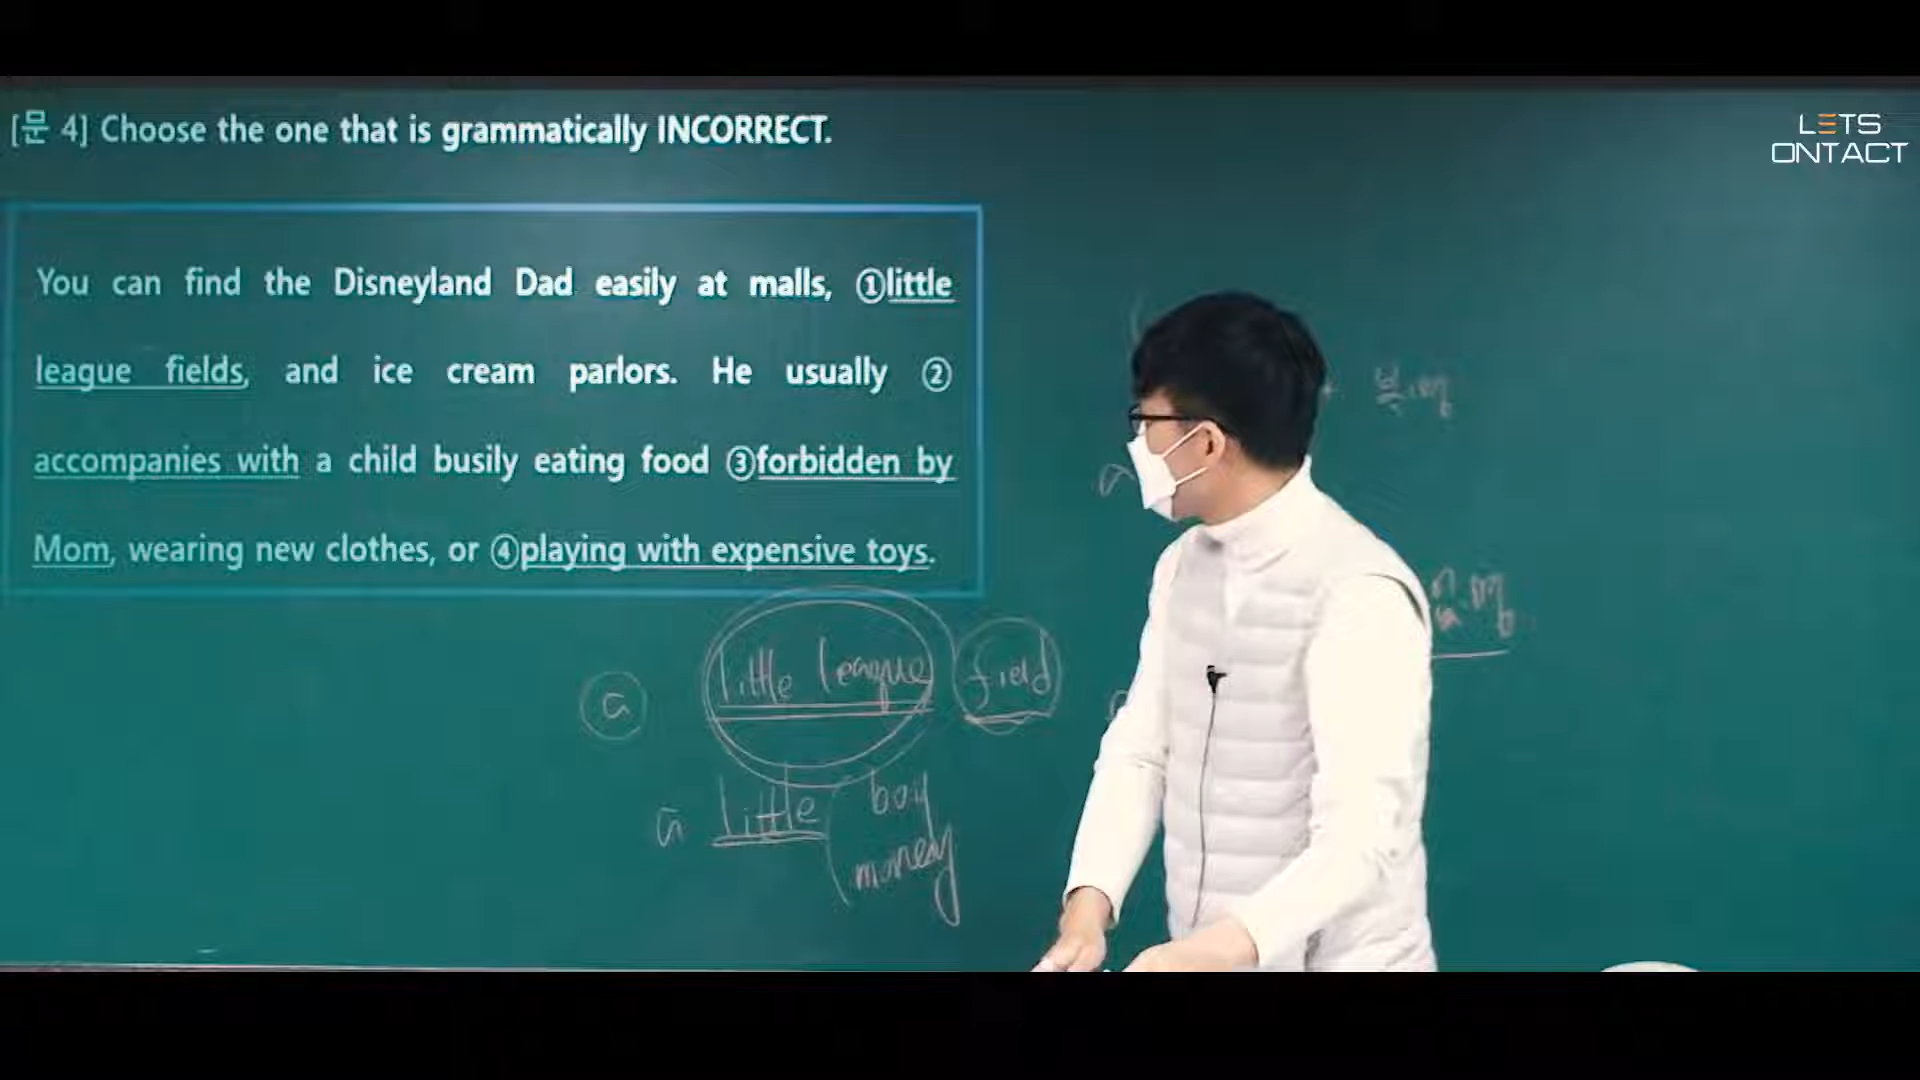 [문 4] Choose the one that is grammatically INCORRECT.
LETS
ONTACT
You can find the Disneyland Dad easily at malls, ①little
league fields, and ice cream parlors. He usually ②
accompanies with a child busily eating food ③forbidden by
Mom, wearing new clothes, or ④playing with expensive toys.
a little league field
a little boy
money